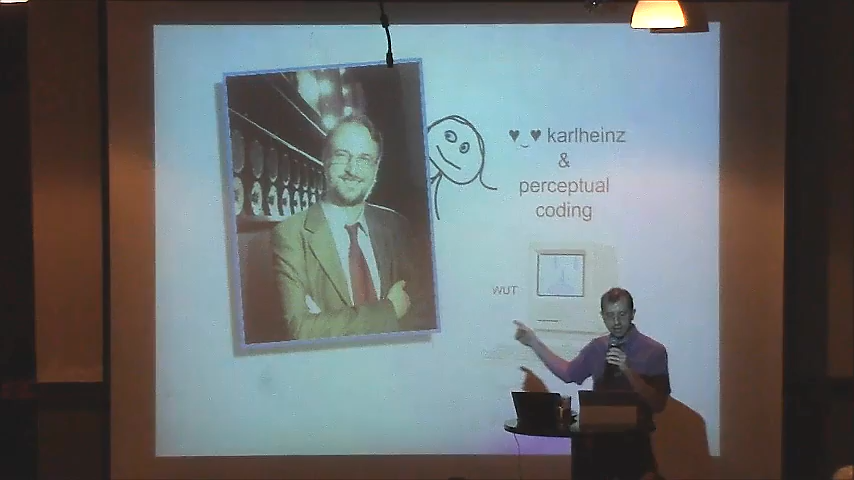 ♥‿♥ karlheinz
&
perceptual
coding
WUT